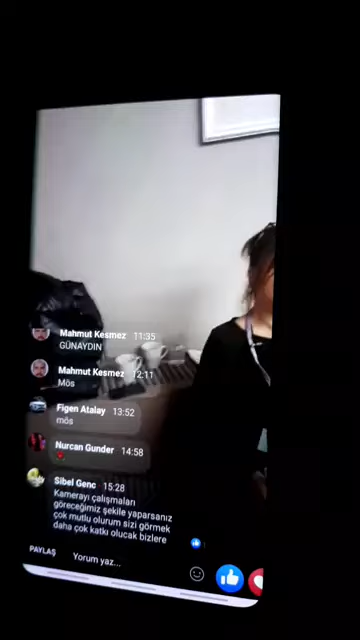 Mahmut Kesmez 11:35
GÜNAYDIN
Mahmut Kesmez 12:11
Mös
Figen Atalay 13:52
mös
Nurcan Gunder 14:58
Sibel Genc 15:28
Kamerayı çalışmaları
göreceğimiz şekile yaparsanız
çok mutlu olurum sizi görmek
daha çok katkı olucak bizlere
PAYLAŞ
Yorum yaz...